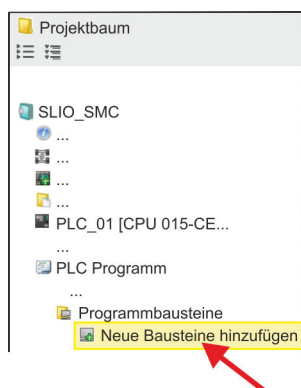 Projektbaum
SLIO_SMC
...
...
...
...
PLC_01 [CPU 015-CE...
...
PLC Programm
...
Programmbausteine
Neue Bausteine hinzufügen